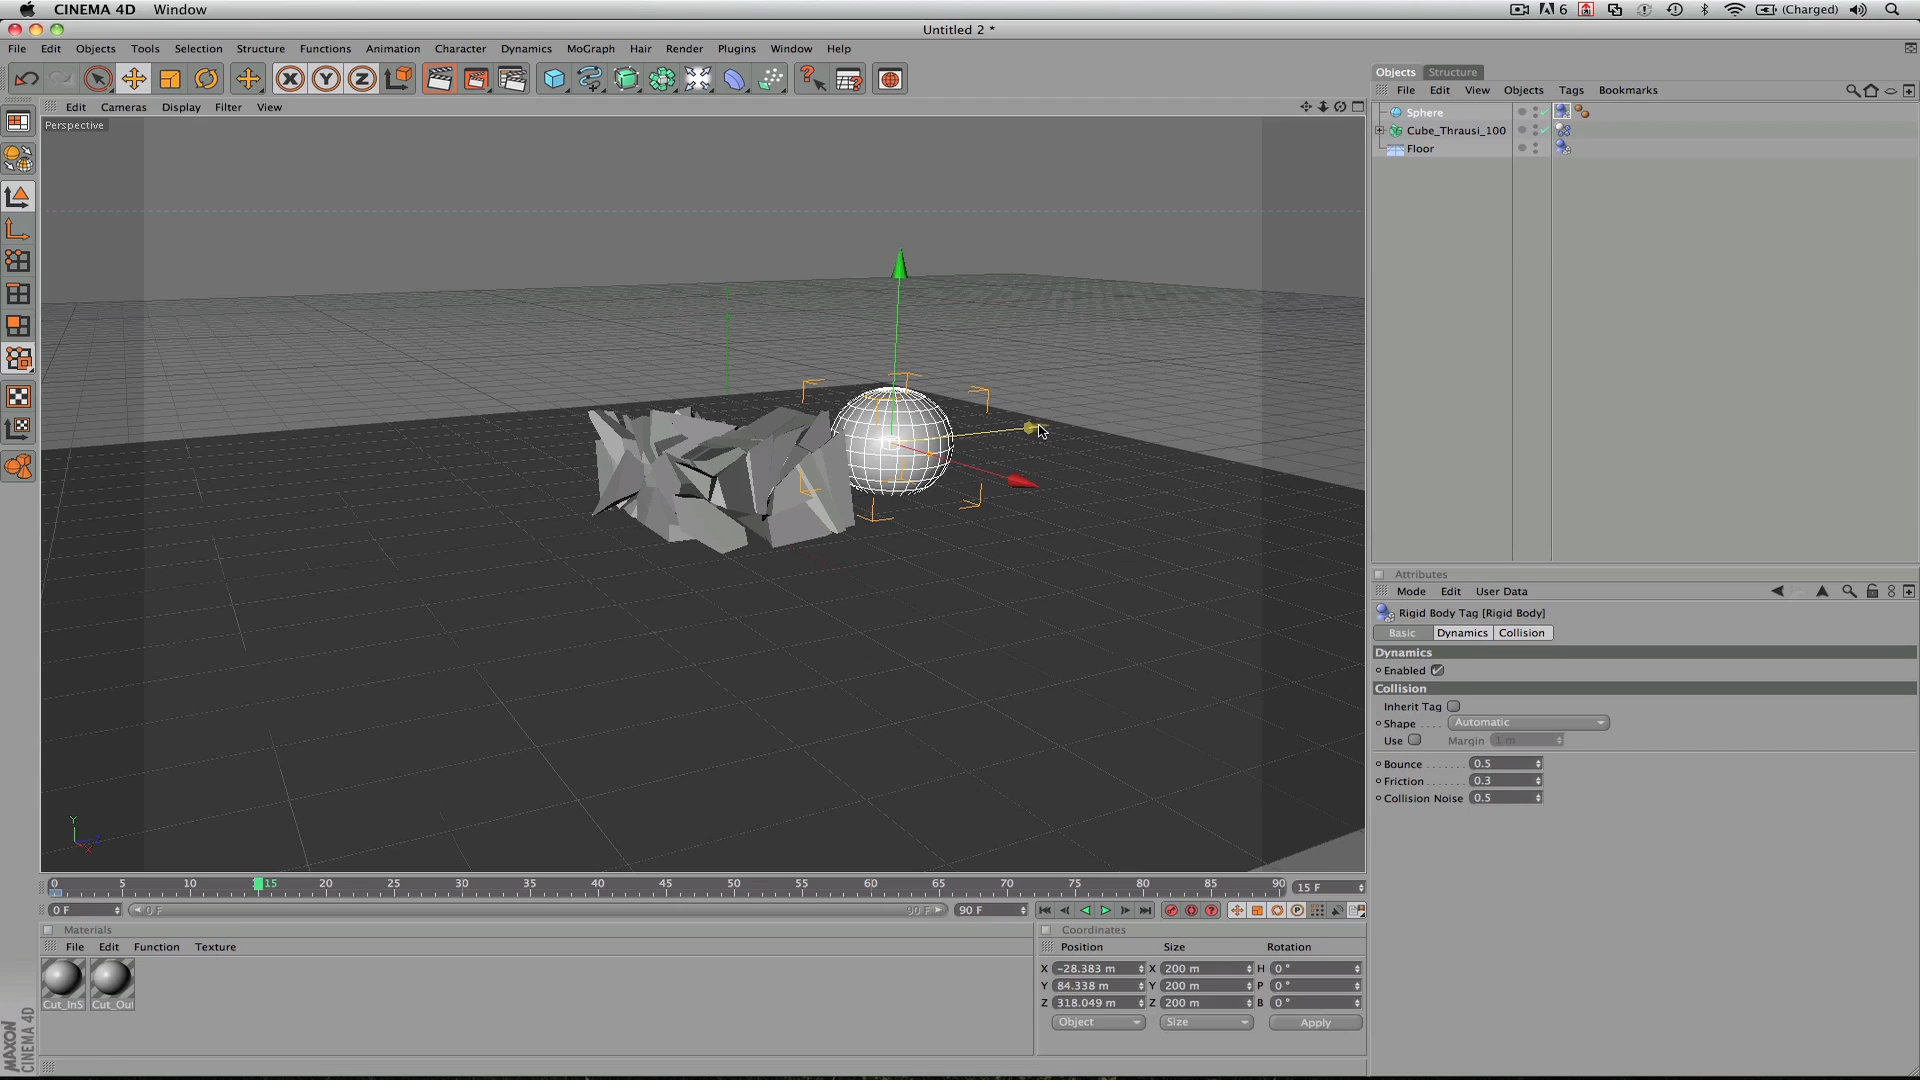 CINEMA 4D Window
6 (Charged)
Untitled 2 *
File Edit Objects Tools Selection Structure Functions Animation Character Dynamics MoGraph Hair Render Plugins Window Help
Objects Structure
File Edit View Objects Tags Bookmarks
Edit Cameras Display Filter View
Perspective
Sphere
Cube_Thrausi_100
Floor
Attributes
Mode Edit User Data
Rigid Body Tag [Rigid Body]
Basic Dynamics Collision
Dynamics
Enabled
Collision
Inherit Tag
Shape Automatic
Use Margin 1 m
Bounce 0.5
Friction 0.3
Collision Noise 0.5
X Y Z
Y
X
0 5 10 15 20 25 30 35 40 45 50 55 60 65 70 75 80 85 90 15 F
0 F 0 F 90 F 90 F
Materials
File Edit Function Texture
Cut_InS Cut_Out
Coordinates
Position Size Rotation
X -28.383 m X 200 m H 0 °
Y 84.338 m Y 200 m P 0 °
Z 318.049 m Z 200 m B 0 °
Object Size Apply
MAXON
CINEMA 4D